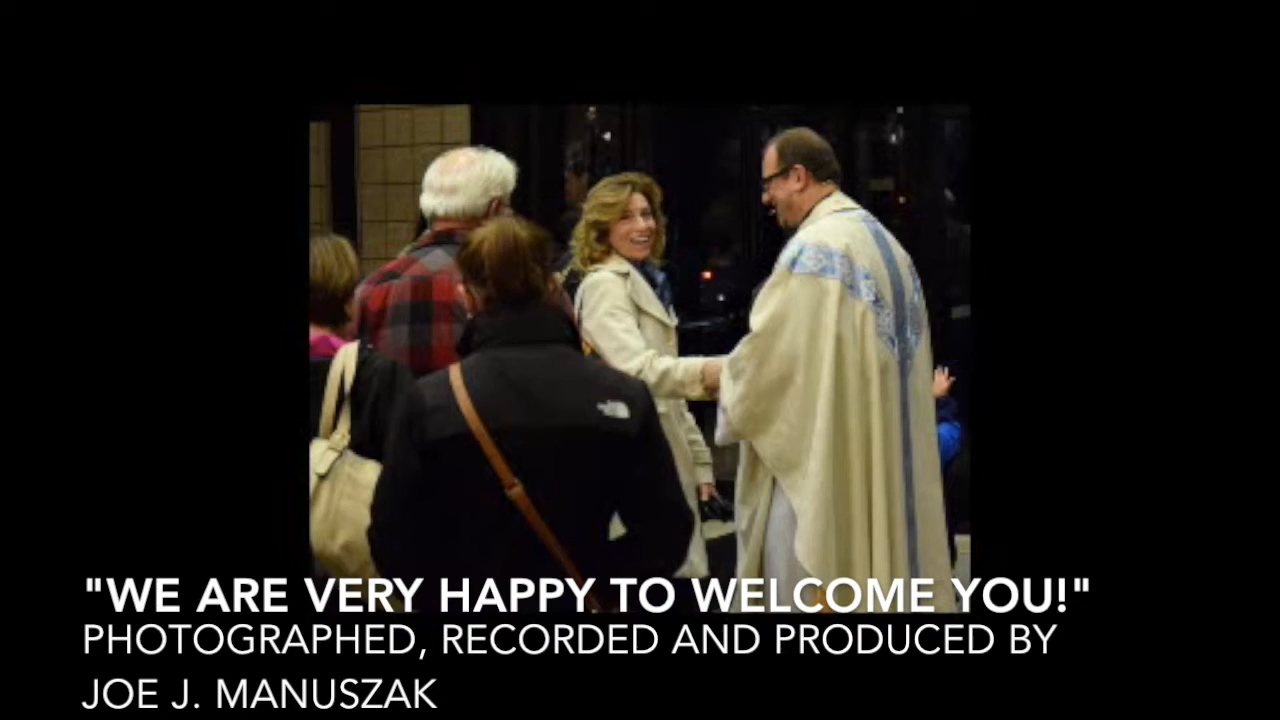 "WE ARE VERY HAPPY TO WELCOME YOU!"
PHOTOGRAPHED, RECORDED AND PRODUCED BY
JOE J. MANUSZAK